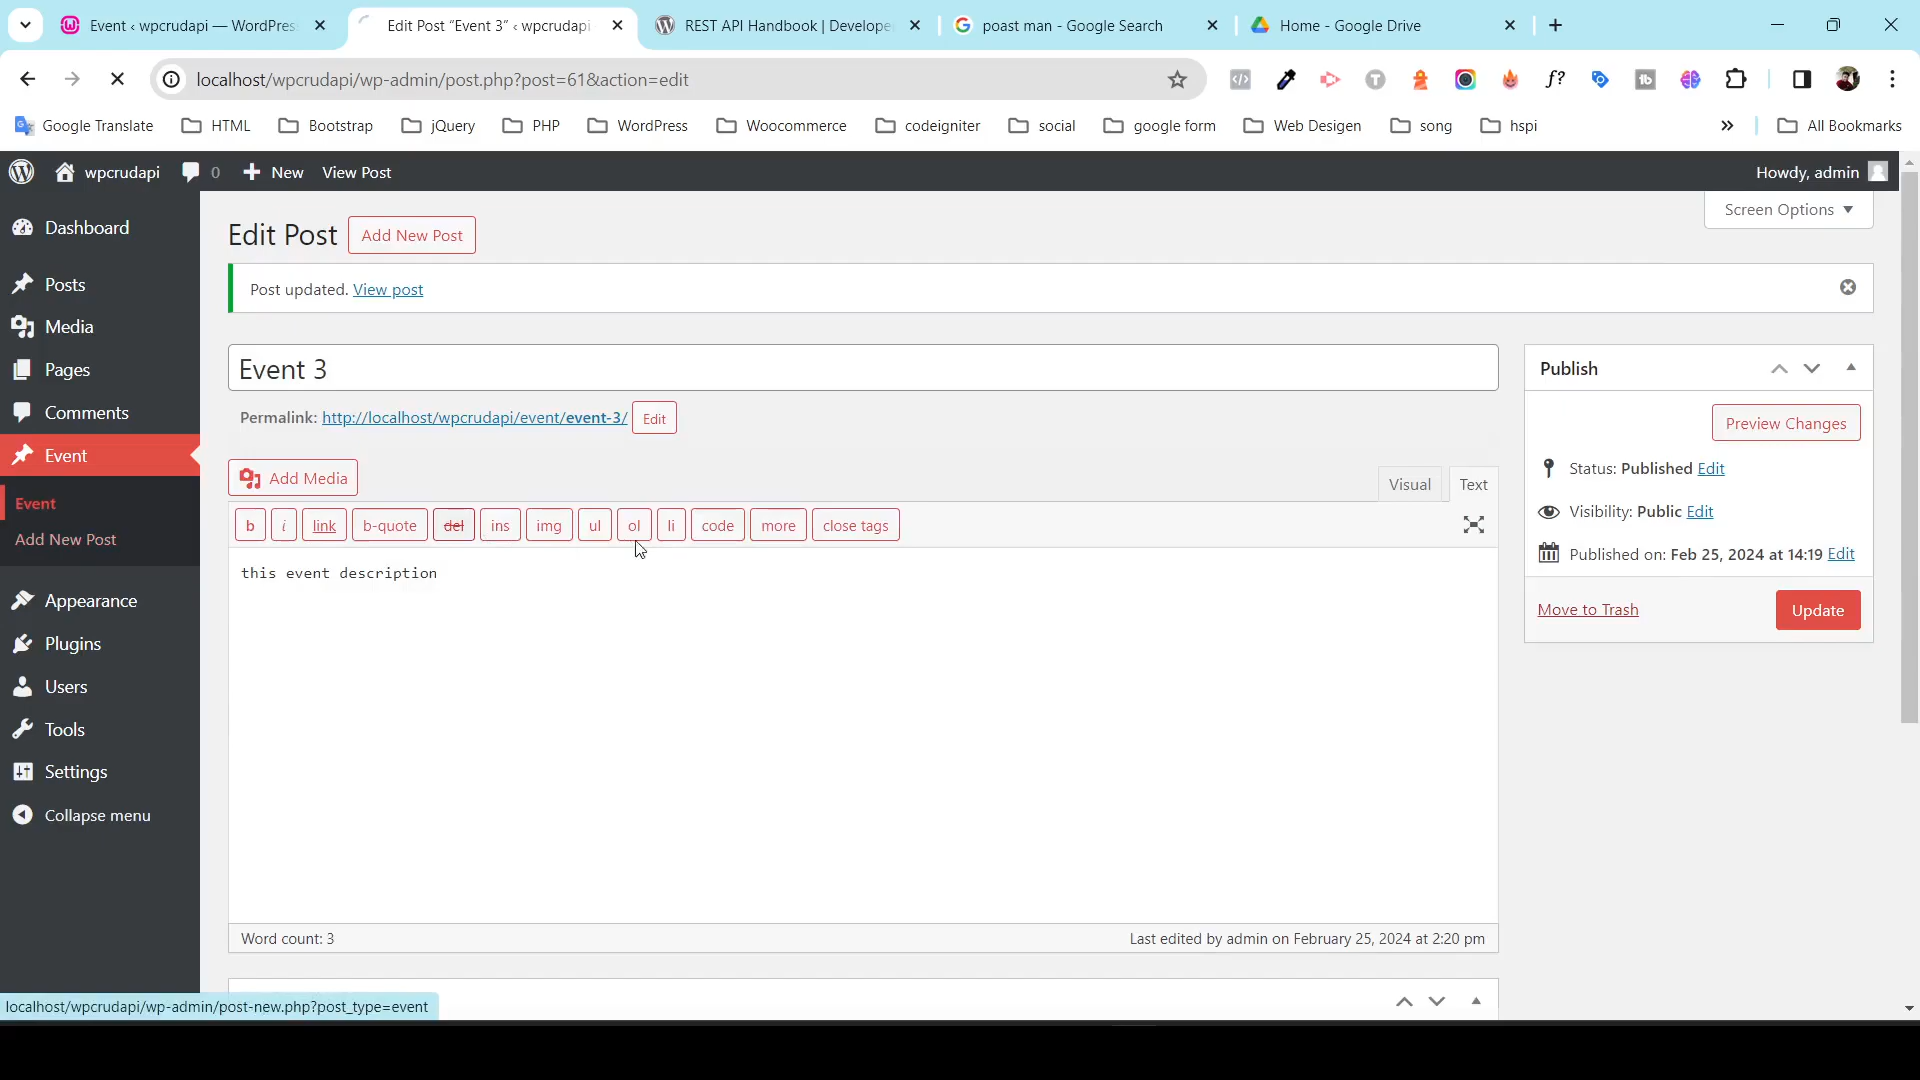 Event ‹ wpcrudapi — WordPres
Edit Post “Event 3” ‹ wpcrudapi
REST API Handbook | Develope
poast man - Google Search
Home - Google Drive
localhost/wpcrudapi/wp-admin/post.php?post=61&action=edit
Google Translate
HTML
Bootstrap
jQuery
PHP
WordPress
Woocommerce
codeigniter
social
google form
Web Desigen
song
hspi
»
All Bookmarks
wpcrudapi
0
New
View Post
Howdy, admin
Dashboard
Posts
Media
Pages
Comments
Event
Event
Add New Post
Appearance
Plugins
Users
Tools
Settings
Collapse menu
Screen Options
Edit Post
Add New Post
Post updated. View post
Event 3
Permalink: http://localhost/wpcrudapi/event/event-3/ Edit
Add Media
Visual
Text
b
i
link
b-quote
del
ins
img
ul
ol
li
code
more
close tags
this event description
Word count: 3
Last edited by admin on February 25, 2024 at 2:20 pm
Publish
Preview Changes
Status: Published Edit
Visibility: Public Edit
Published on: Feb 25, 2024 at 14:19 Edit
Move to Trash
Update
localhost/wpcrudapi/wp-admin/post-new.php?post_type=event